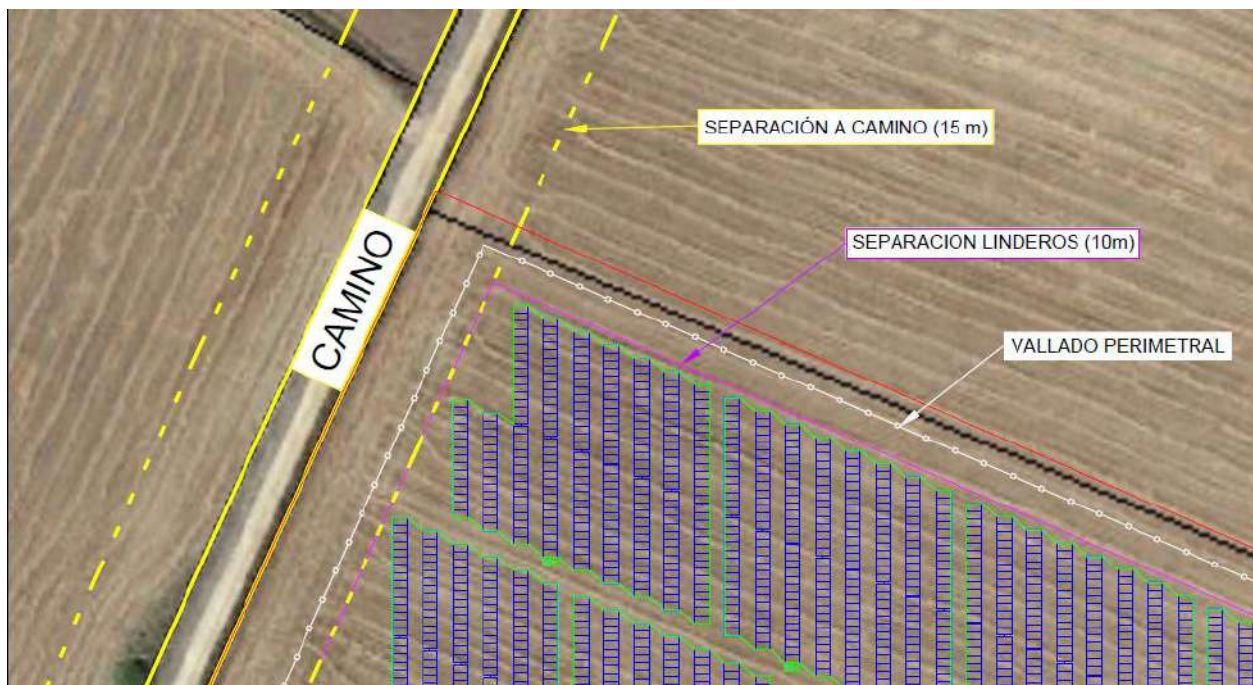 SEPARACIÓN A CAMINO (15 m)
SEPARACION LINDEROS (10m)
CAMINO
VALLADO PERIMETRAL